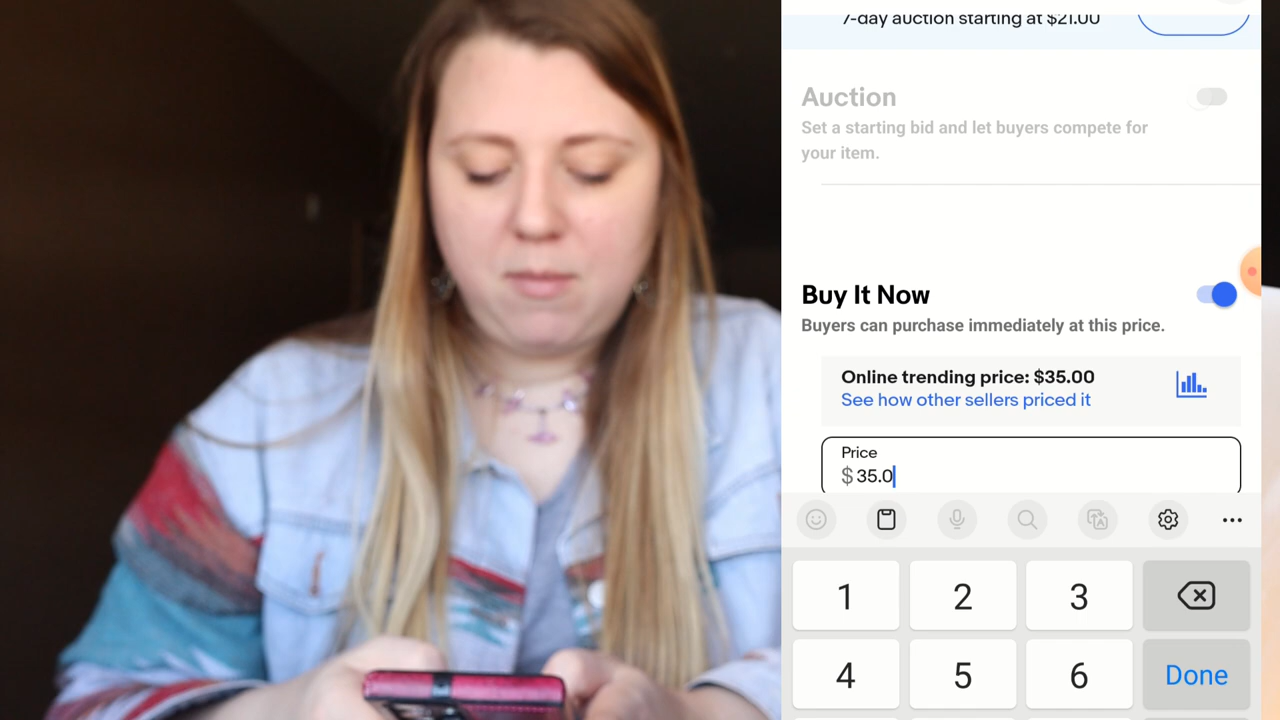 7-day auction starting at $21.00
Auction
Set a starting bid and let buyers compete for
your item.
Buy It Now
Buyers can purchase immediately at this price.
Online trending price: $35.00
See how other sellers priced it
Price
$ 35.0
1 2 3
4 5 6 Done